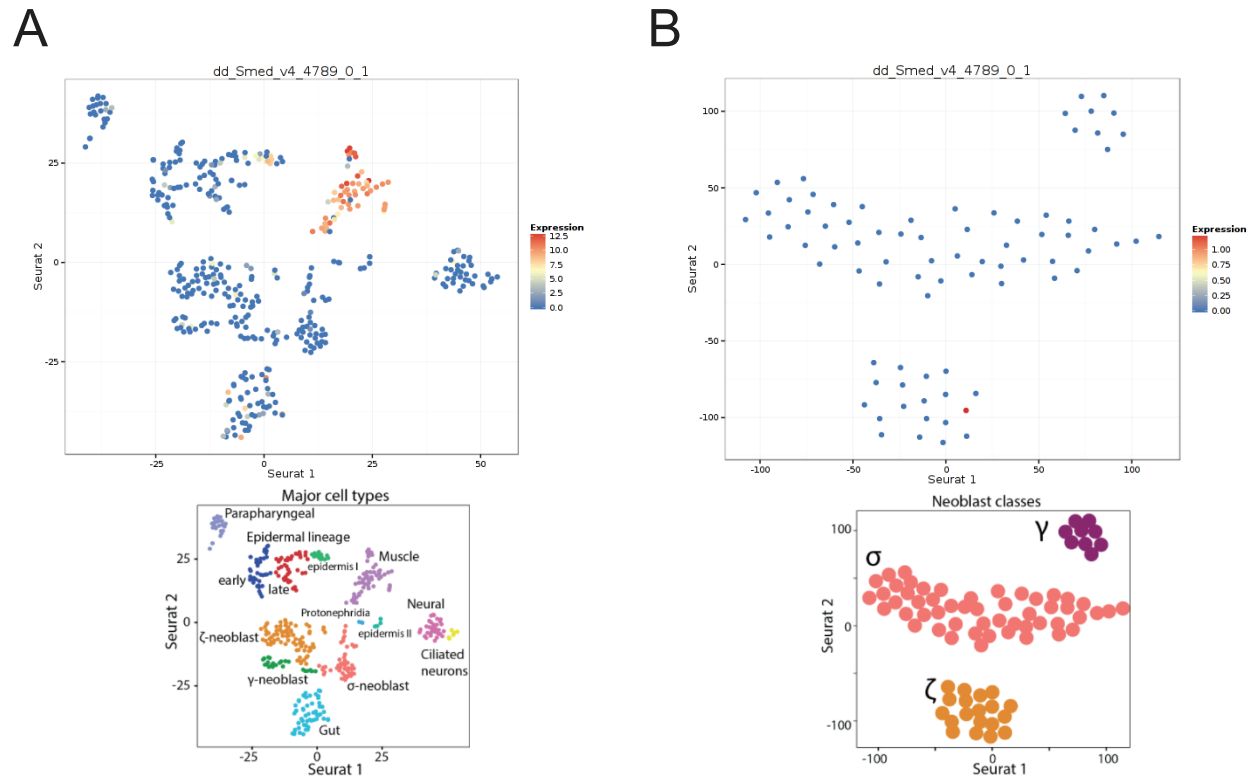 A
dd_Smed_v4_4789_0_1
25
0
-25
Seurat 2
-25
0
25
50
Seurat 1
Expression
12.5
10.0
7.5
5.0
2.5
0.0
Major cell types
Parapharyngeal
Epidermal lineage
epidermis I
Muscle
early
late
Protonephridia
Neural
ζ-neoblast
epidermis II
Ciliated
neurons
γ-neoblast
σ-neoblast
Gut
25
0
-25
Seurat 2
-25
0
25
Seurat 1
B
dd_Smed_v4_4789_0_1
100
50
0
-50
-100
Seurat 2
-100
-50
0
50
100
Seurat 1
Expression
1.00
0.75
0.50
0.25
0.00
Neoblast classes
γ
σ
ζ
100
0
-100
Seurat 2
-100
0
100
Seurat 1